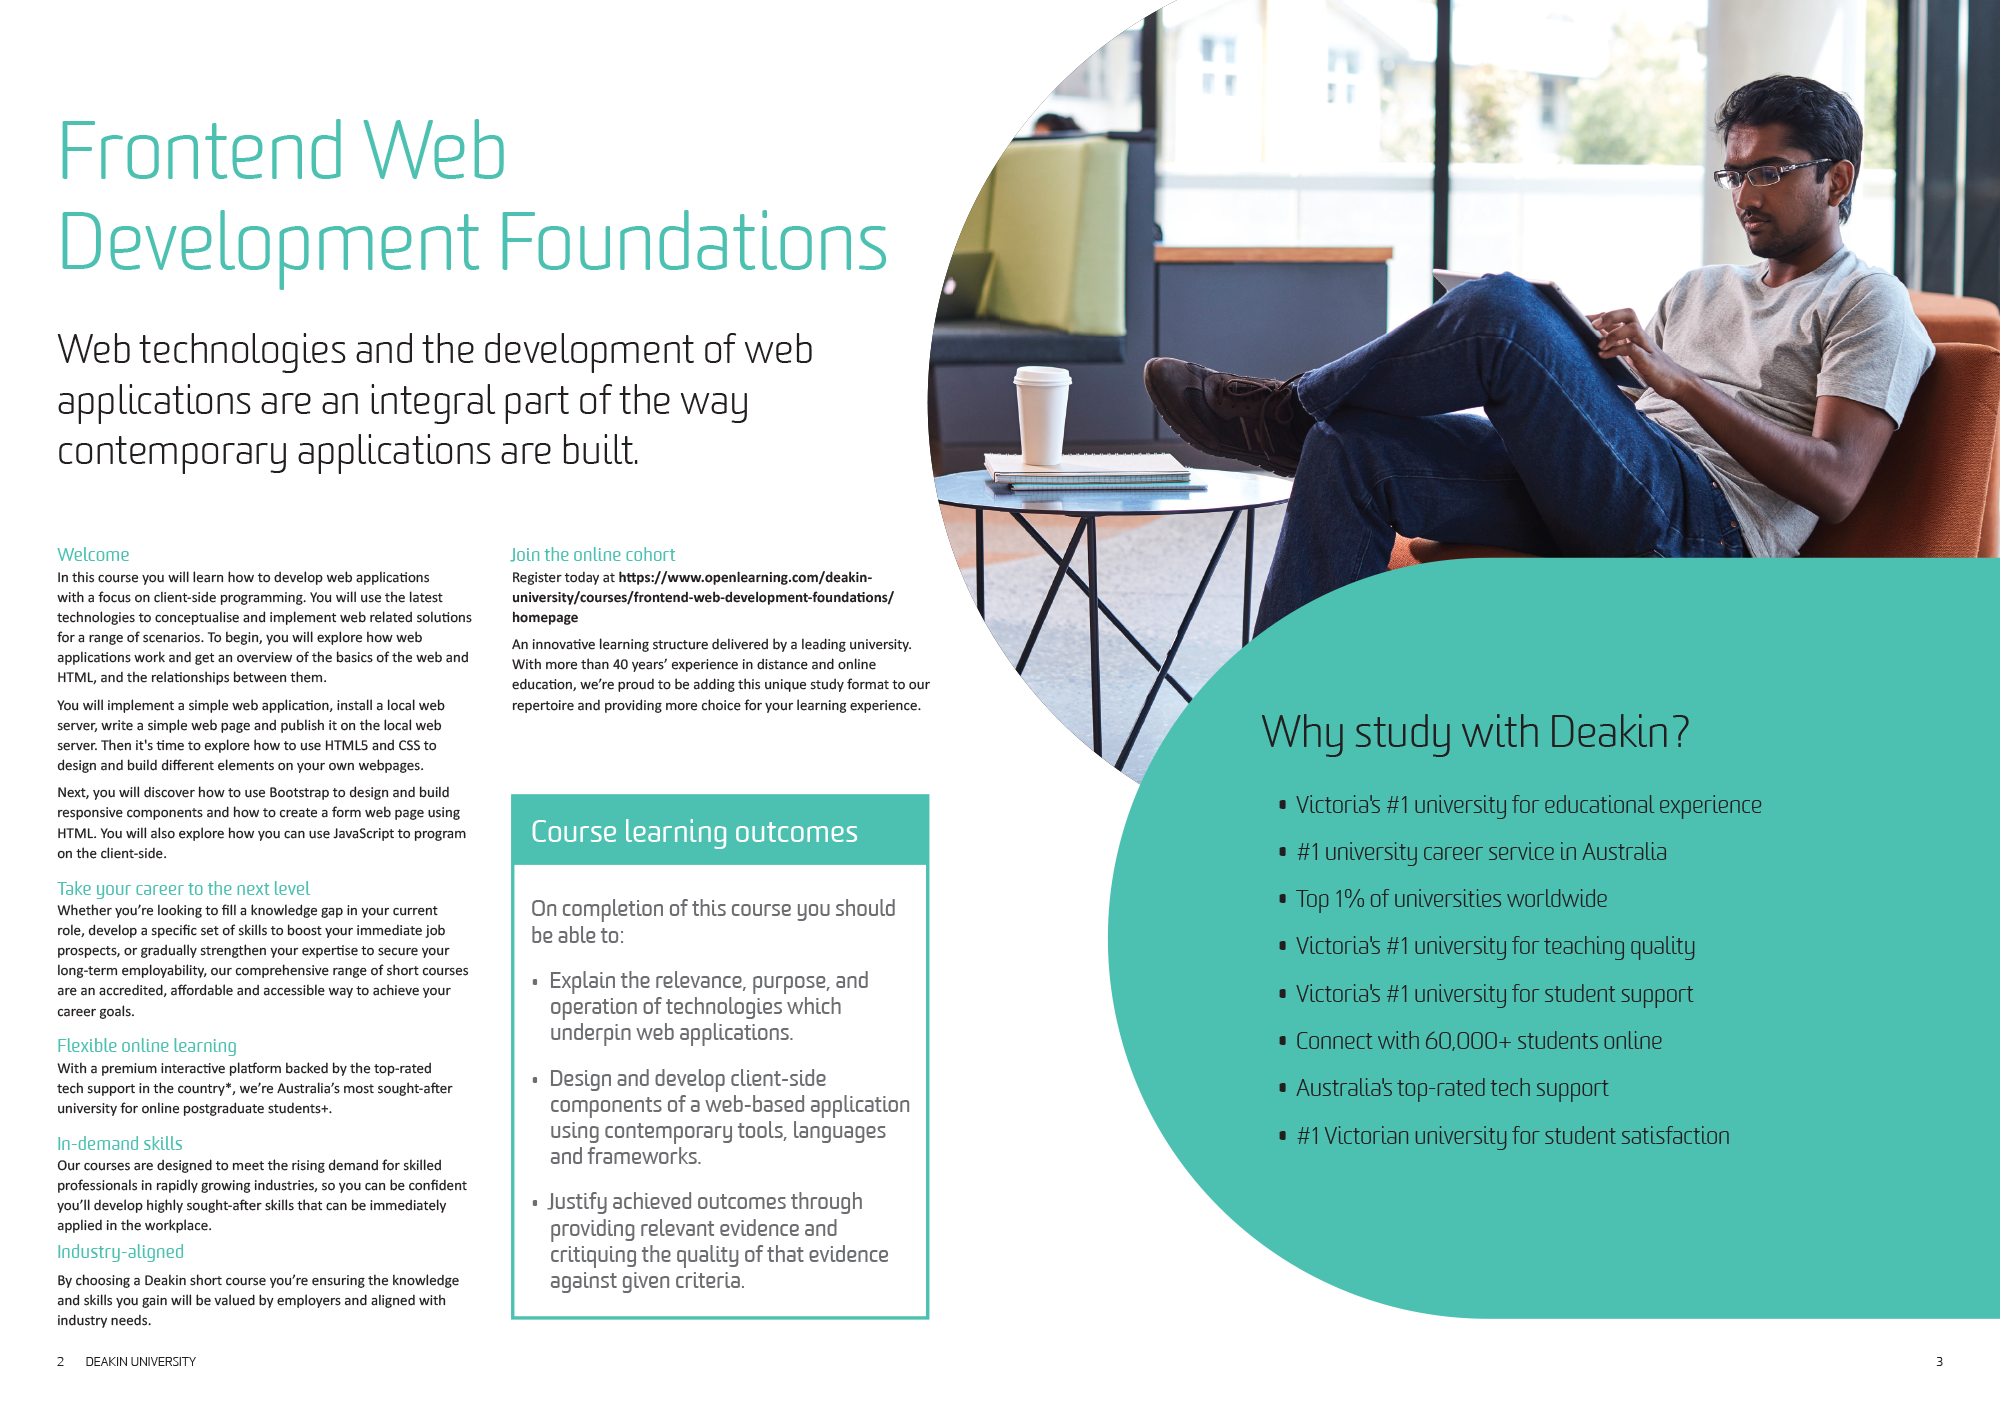 Frontend Web
Development Foundations
Web technologies and the development of web
applications are an integral part of the way
contemporary applications are built.
Welcome
In this course you will learn how to develop web applications
with a focus on client-side programming. You will use the latest
technologies to conceptualise and implement web related solutions
for a range of scenarios. To begin, you will explore how web
applications work and get an overview of the basics of the web and
HTML, and the relationships between them.
You will implement a simple web application, install a local web
server, write a simple web page and publish it on the local web
server. Then it's time to explore how to use HTML5 and CSS to
design and build different elements on your own webpages.
Next, you will discover how to use Bootstrap to design and build
responsive components and how to create a form web page using
HTML. You will also explore how you can use JavaScript to program
on the client-side.
Take your career to the next level
Whether you’re looking to fill a knowledge gap in your current
role, develop a specific set of skills to boost your immediate job
prospects, or gradually strengthen your expertise to secure your
long-term employability, our comprehensive range of short courses
are an accredited, affordable and accessible way to achieve your
career goals.
Flexible online learning
With a premium interactive platform backed by the top-rated
tech support in the country*, we’re Australia’s most sought-after
university for online postgraduate students+.
In-demand skills
Our courses are designed to meet the rising demand for skilled
professionals in rapidly growing industries, so you can be confident
you’ll develop highly sought-after skills that can be immediately
applied in the workplace.
Industry-aligned
By choosing a Deakin short course you’re ensuring the knowledge
and skills you gain will be valued by employers and aligned with
industry needs.
Join the online cohort
Register today at https://www.openlearning.com/deakin-
university/courses/frontend-web-development-foundations/
homepage
An innovative learning structure delivered by a leading university.
With more than 40 years’ experience in distance and online
education, we’re proud to be adding this unique study format to our
repertoire and providing more choice for your learning experience.
Course learning outcomes
On completion of this course you should
be able to:
• Explain the relevance, purpose, and
operation of technologies which
underpin web applications.
• Design and develop client-side
components of a web-based application
using contemporary tools, languages
and frameworks.
• Justify achieved outcomes through
providing relevant evidence and
critiquing the quality of that evidence
against given criteria.
Why study with Deakin?
• Victoria's #1 university for educational experience
• #1 university career service in Australia
• Top 1% of universities worldwide
• Victoria's #1 university for teaching quality
• Victoria's #1 university for student support
• Connect with 60,000+ students online
• Australia's top-rated tech support
• #1 Victorian university for student satisfaction
2 DEAKIN UNIVERSITY
3